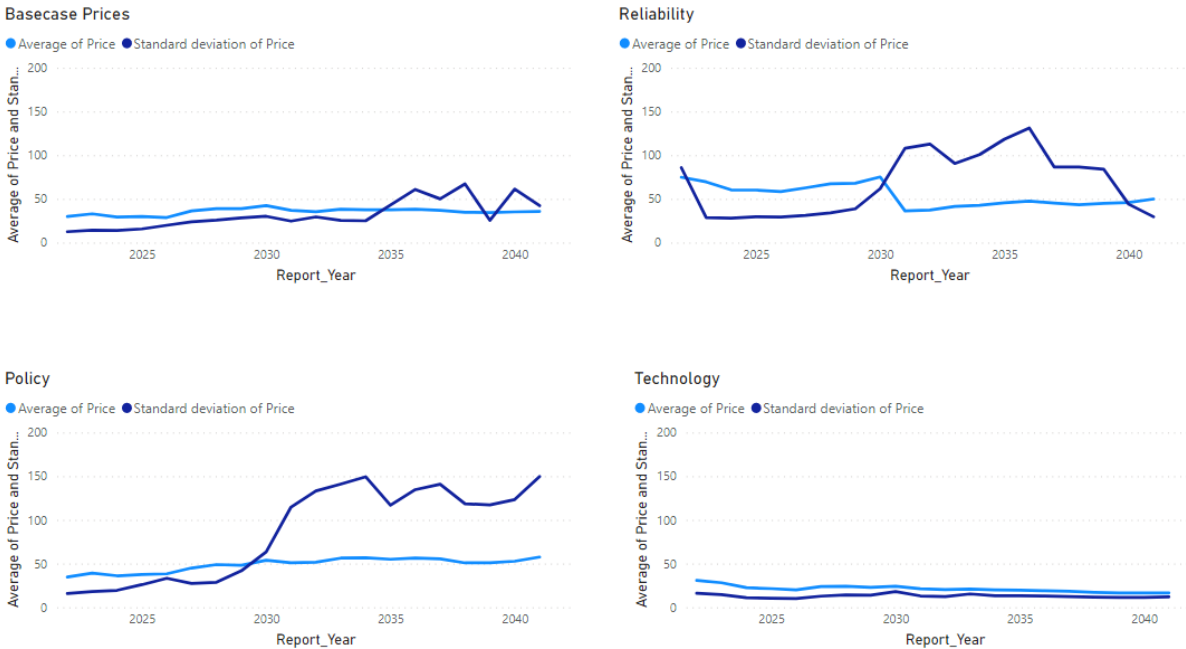 Basecase Prices
Average of Price Standard deviation of Price
Average of Price and Stan...
200
150
100
50
0
2025 2030 2035 2040
Report_Year
Reliability
Average of Price Standard deviation of Price
Average of Price and Stan...
200
150
100
50
0
2025 2030 2035 2040
Report_Year
Policy
Average of Price Standard deviation of Price
Average of Price and Stan...
200
150
100
50
0
2025 2030 2035 2040
Report_Year
Technology
Average of Price Standard deviation of Price
Average of Price and Stan...
200
150
100
50
0
2025 2030 2035 2040
Report_Year